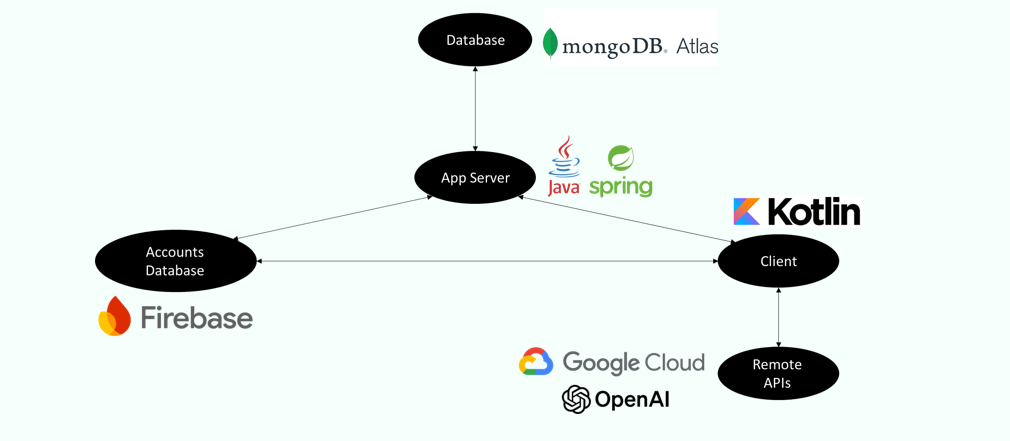 Database
mongoDB® Atlas
App Server
Java
spring
Kotlin
Accounts
Database
Client
Firebase
Google Cloud
Remote
APIs
OpenAI